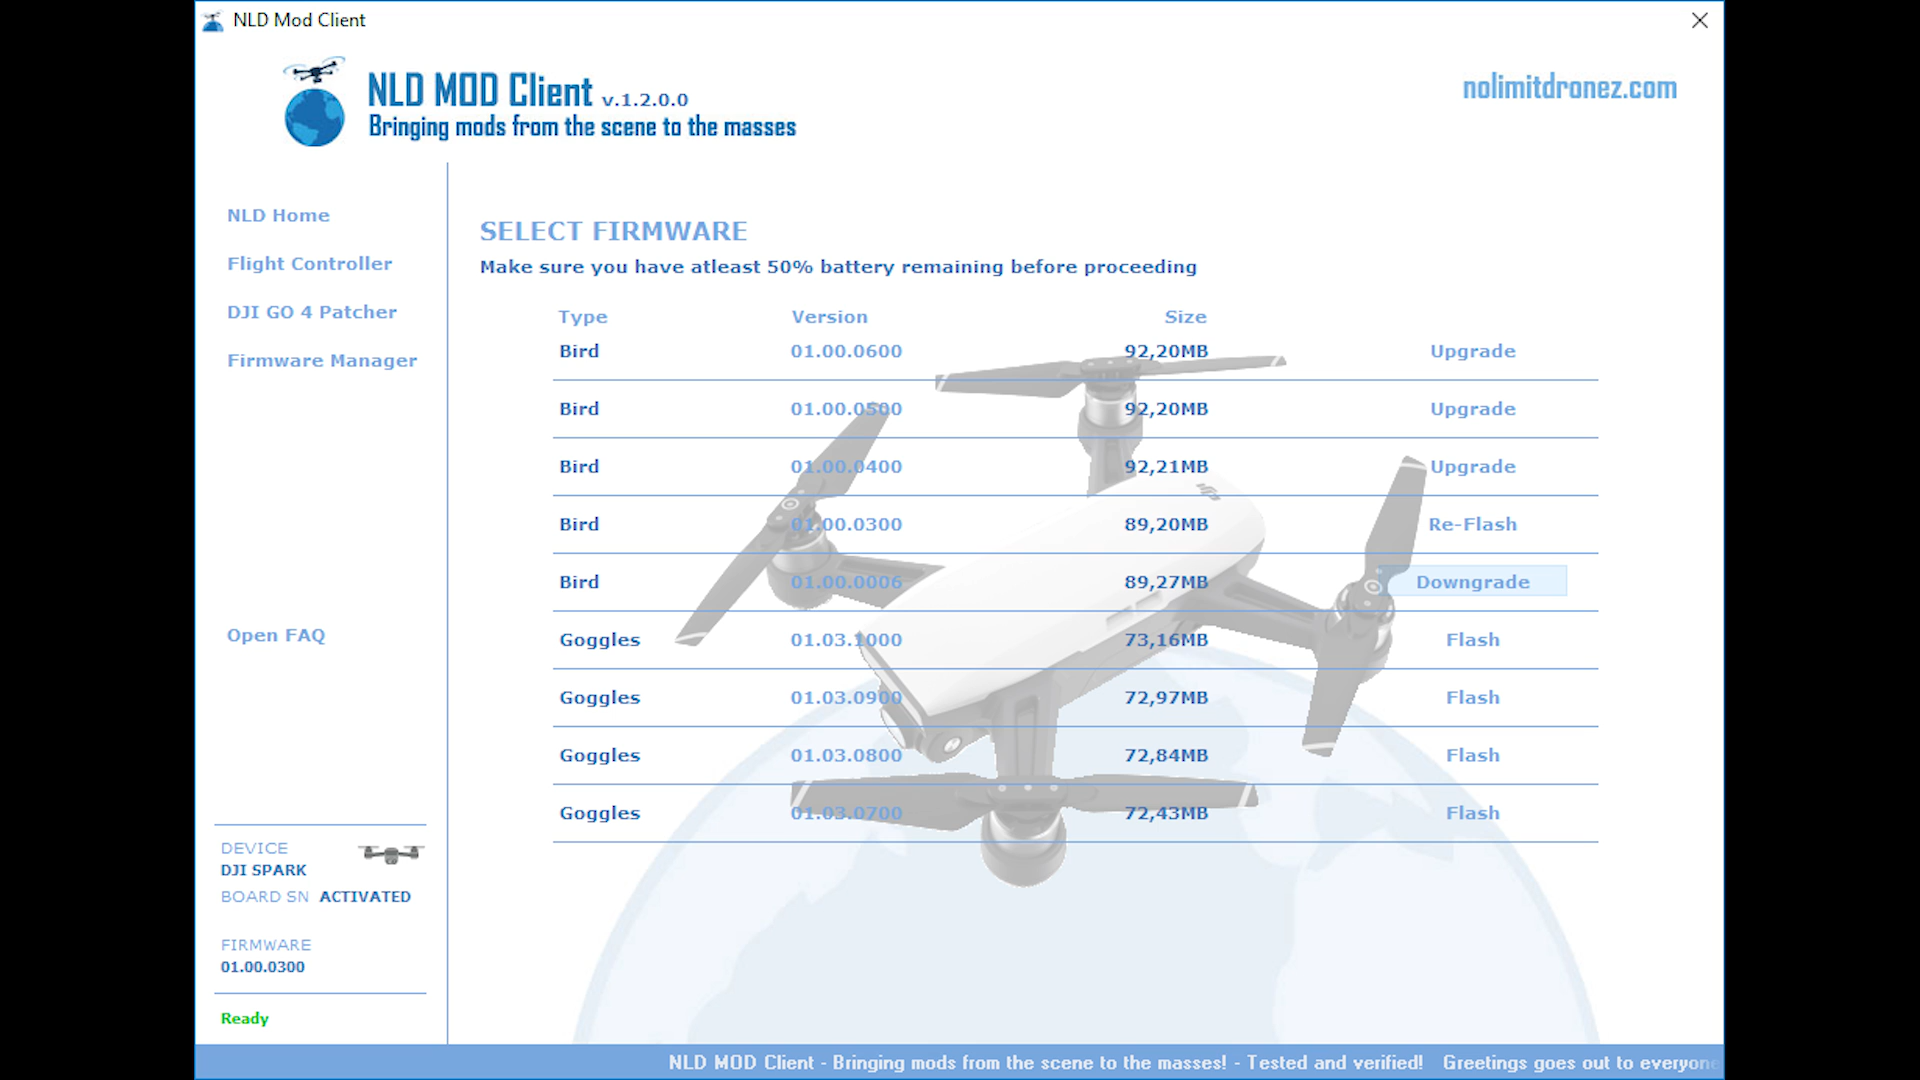 NLD Mod Client
NLD MOD Client v.1.2.0.0
Bringing mods from the scene to the masses
nolimitdronez.com
NLD Home
Flight Controller
DJI GO 4 Patcher
Firmware Manager
Open FAQ
DEVICE
DJI SPARK
BOARD SN ACTIVATED
FIRMWARE
01.00.0300
Ready
SELECT FIRMWARE
Make sure you have atleast 50% battery remaining before proceeding
Type Version Size
Bird 01.00.0600 92,20MB Upgrade
Bird 01.00.0500 92,20MB Upgrade
Bird 01.00.0400 92,21MB Upgrade
Bird 01.00.0300 89,20MB Re-Flash
Bird 01.00.0006 89,27MB Downgrade
Goggles 01.03.1000 73,16MB Flash
Goggles 01.03.0900 72,97MB Flash
Goggles 01.03.0800 72,84MB Flash
Goggles 01.03.0700 72,43MB Flash
dji
NLD MOD Client - Bringing mods from the scene to the masses! - Tested and verified! Greetings goes out to everyone